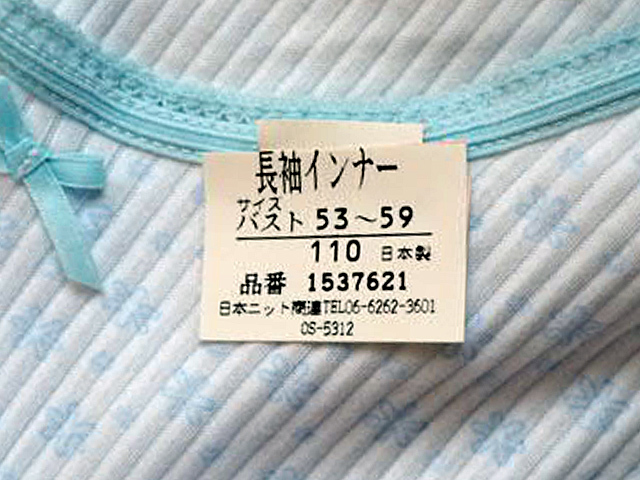 長袖インナー
サイズ
バスト 53～59
110 日本製
品番 1537621
日本ニット商連TEL06-6262-3601
OS-5312